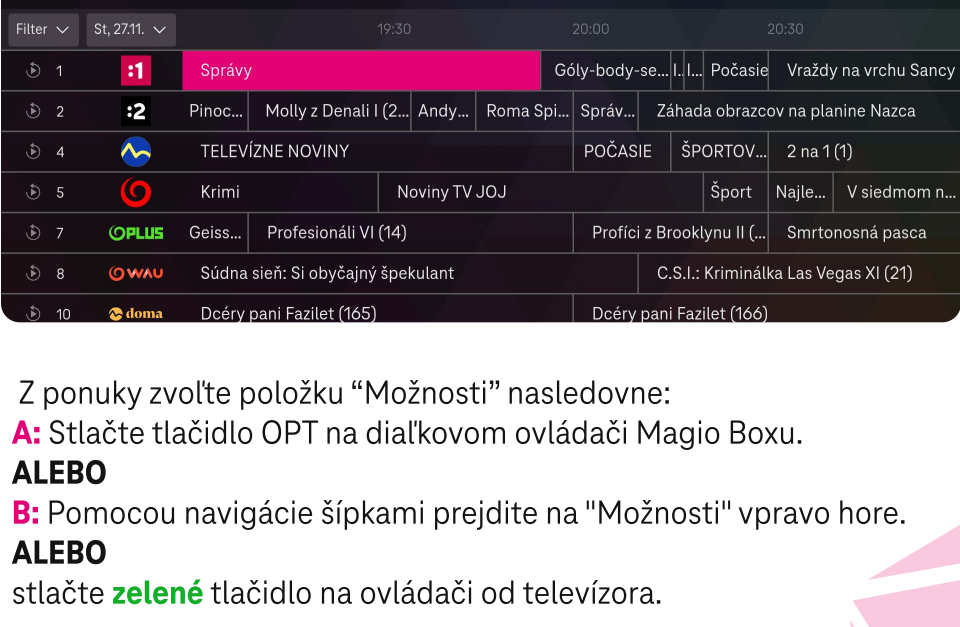 Filter St, 27.11. 19:30 20:00 20:30
1 :1 Správy Góly-body-se... I.. I... Počasie Vraždy na vrchu Sancy
2 :2 Pinoc... Molly z Denali I (2... Andy... Roma Spi... Správ... Záhada obrazcov na planine Nazca
4 TELEVÍZNE NOVINY POČASIE ŠPORTOV... 2 na 1 (1)
5 Krimi Noviny TV JOJ Šport Najle... V siedmom n...
7 PLUS Geiss... Profesionáli VI (14) Profíci z Brooklynu II (... Smrtonosná pasca
8 WAU Súdna sieň: Si obyčajný špekulant C.S.I.: Kriminálka Las Vegas XI (21)
10 doma Dcéry pani Fazilet (165) Dcéry pani Fazilet (166)
Z ponuky zvoľte položku “Možnosti” nasledovne:
A: Stlačte tlačidlo OPT na diaľkovom ovládači Magio Boxu.
ALEBO
B: Pomocou navigácie šípkami prejdite na "Možnosti" vpravo hore.
ALEBO
stlačte zelené tlačidlo na ovládači od televízora.